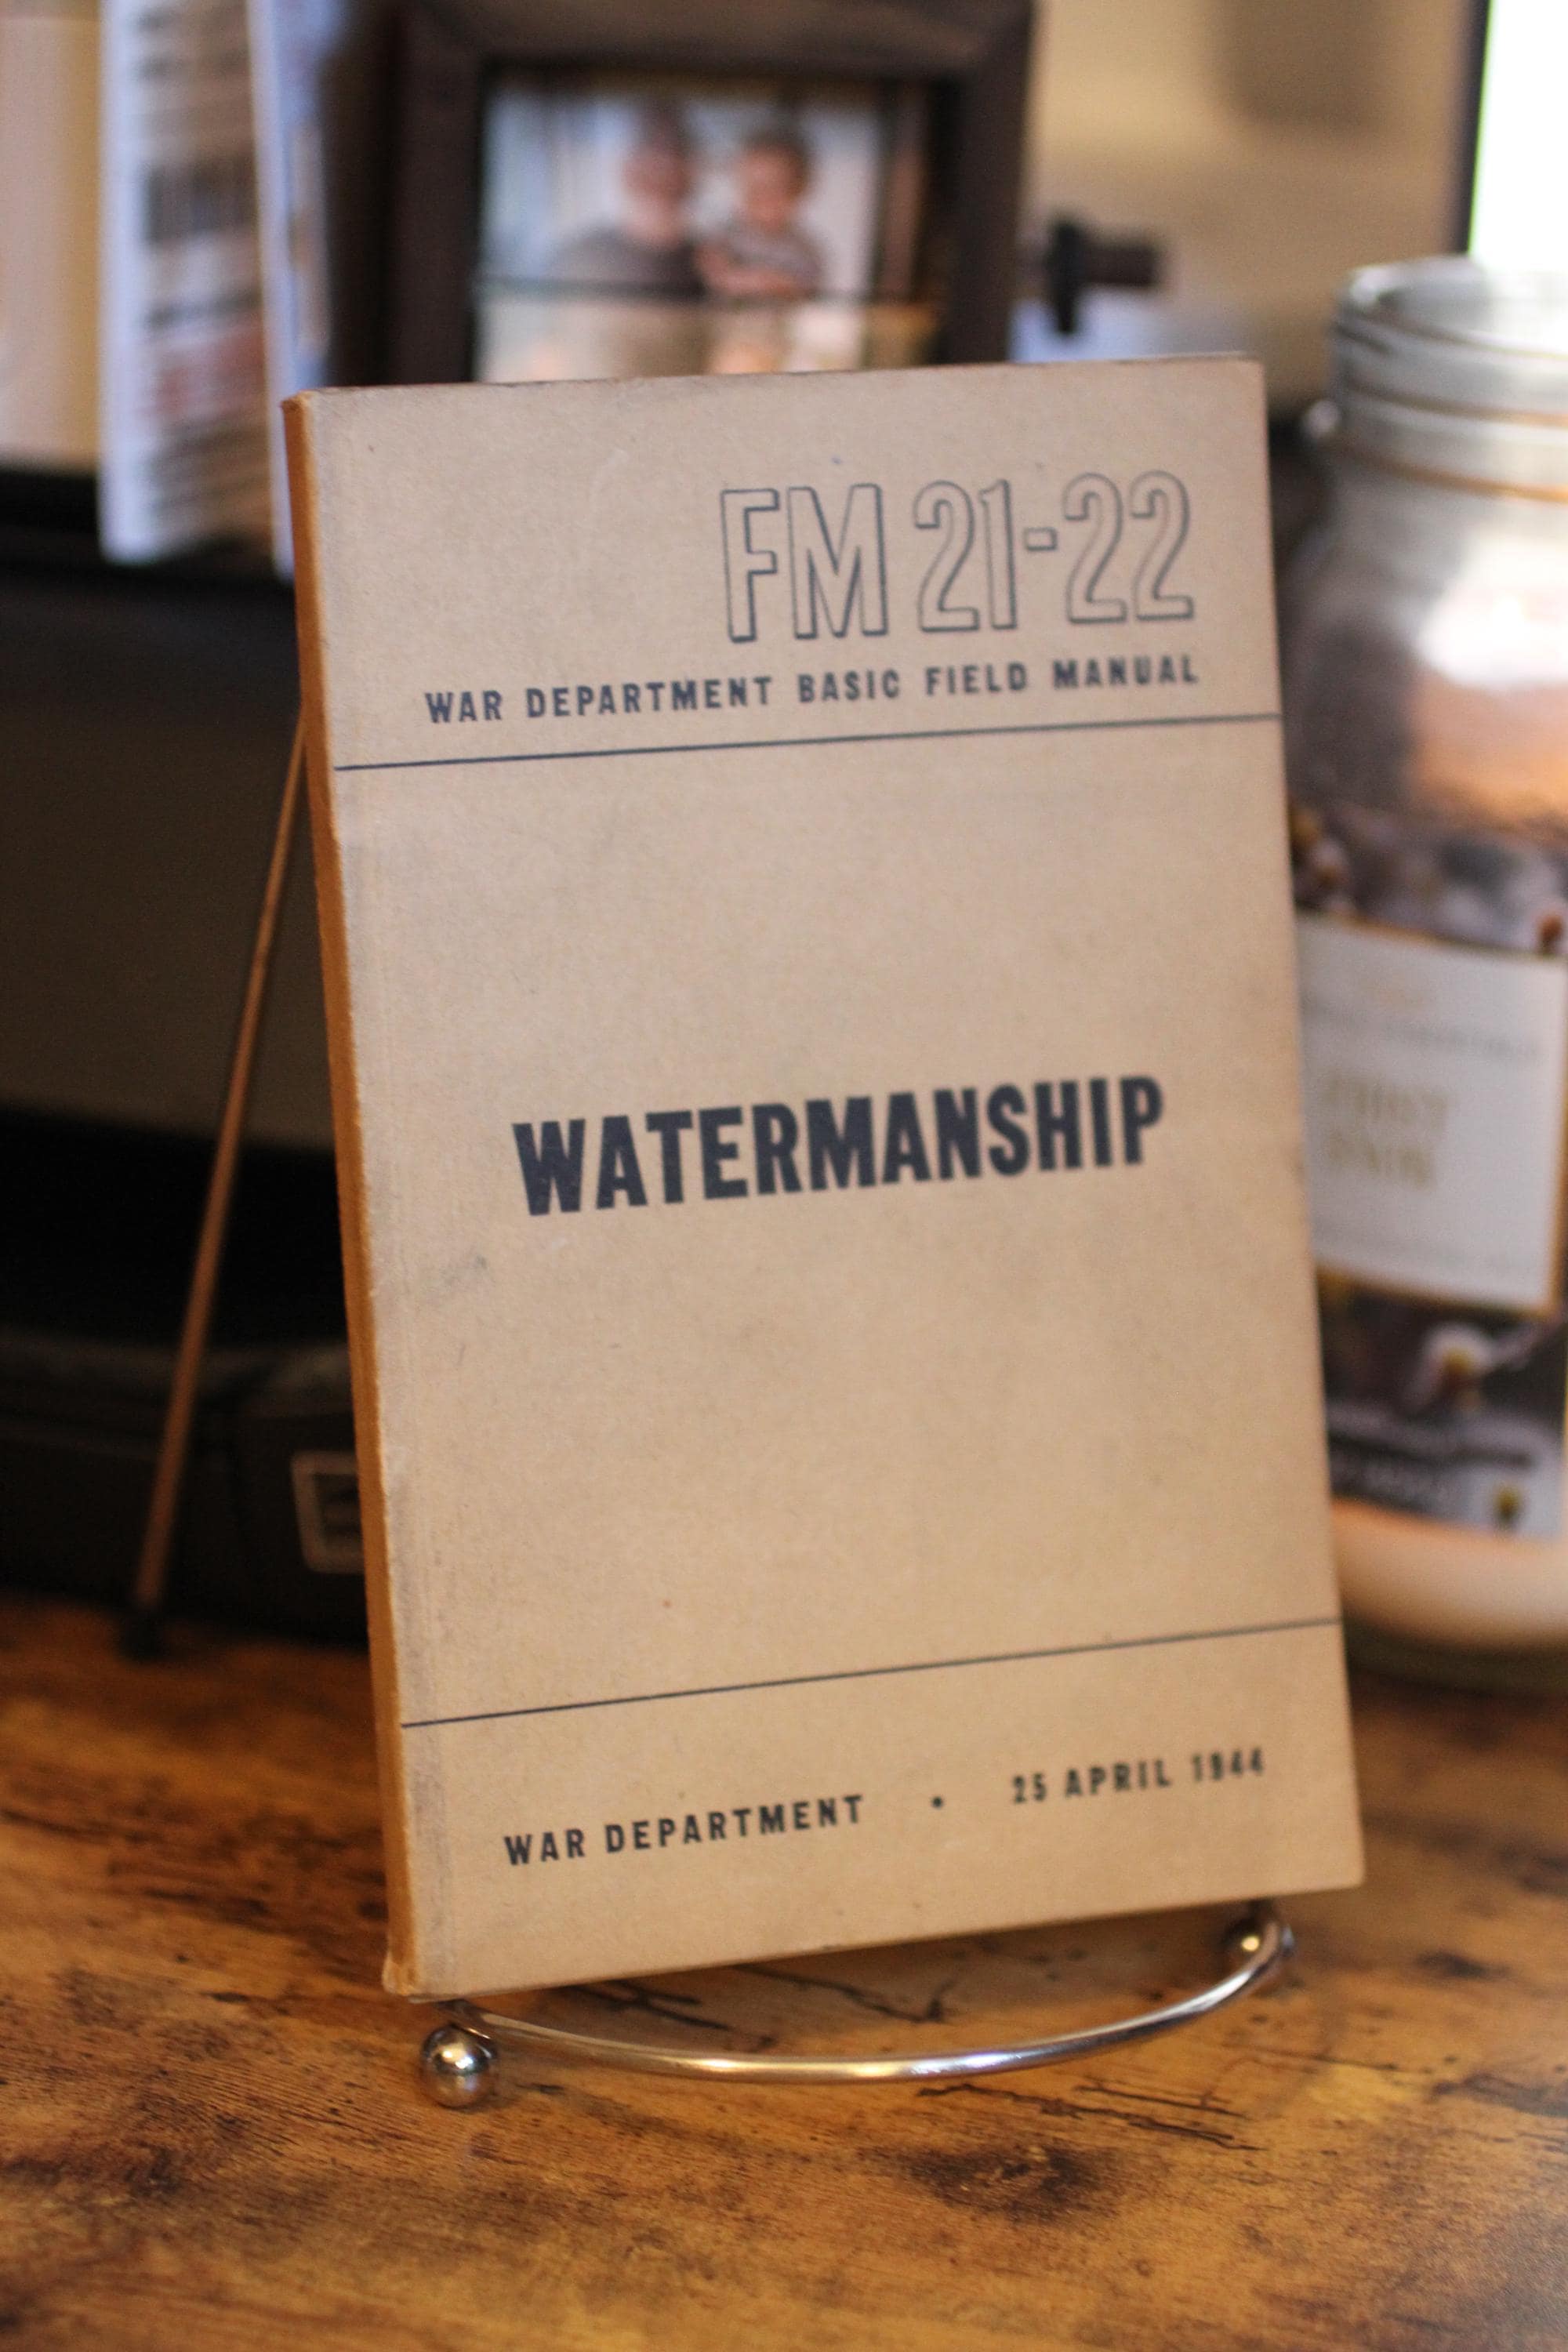 FM 21-22
WAR DEPARTMENT BASIC FIELD MANUAL
WATERMANSHIP
WAR DEPARTMENT • 25 APRIL 1944